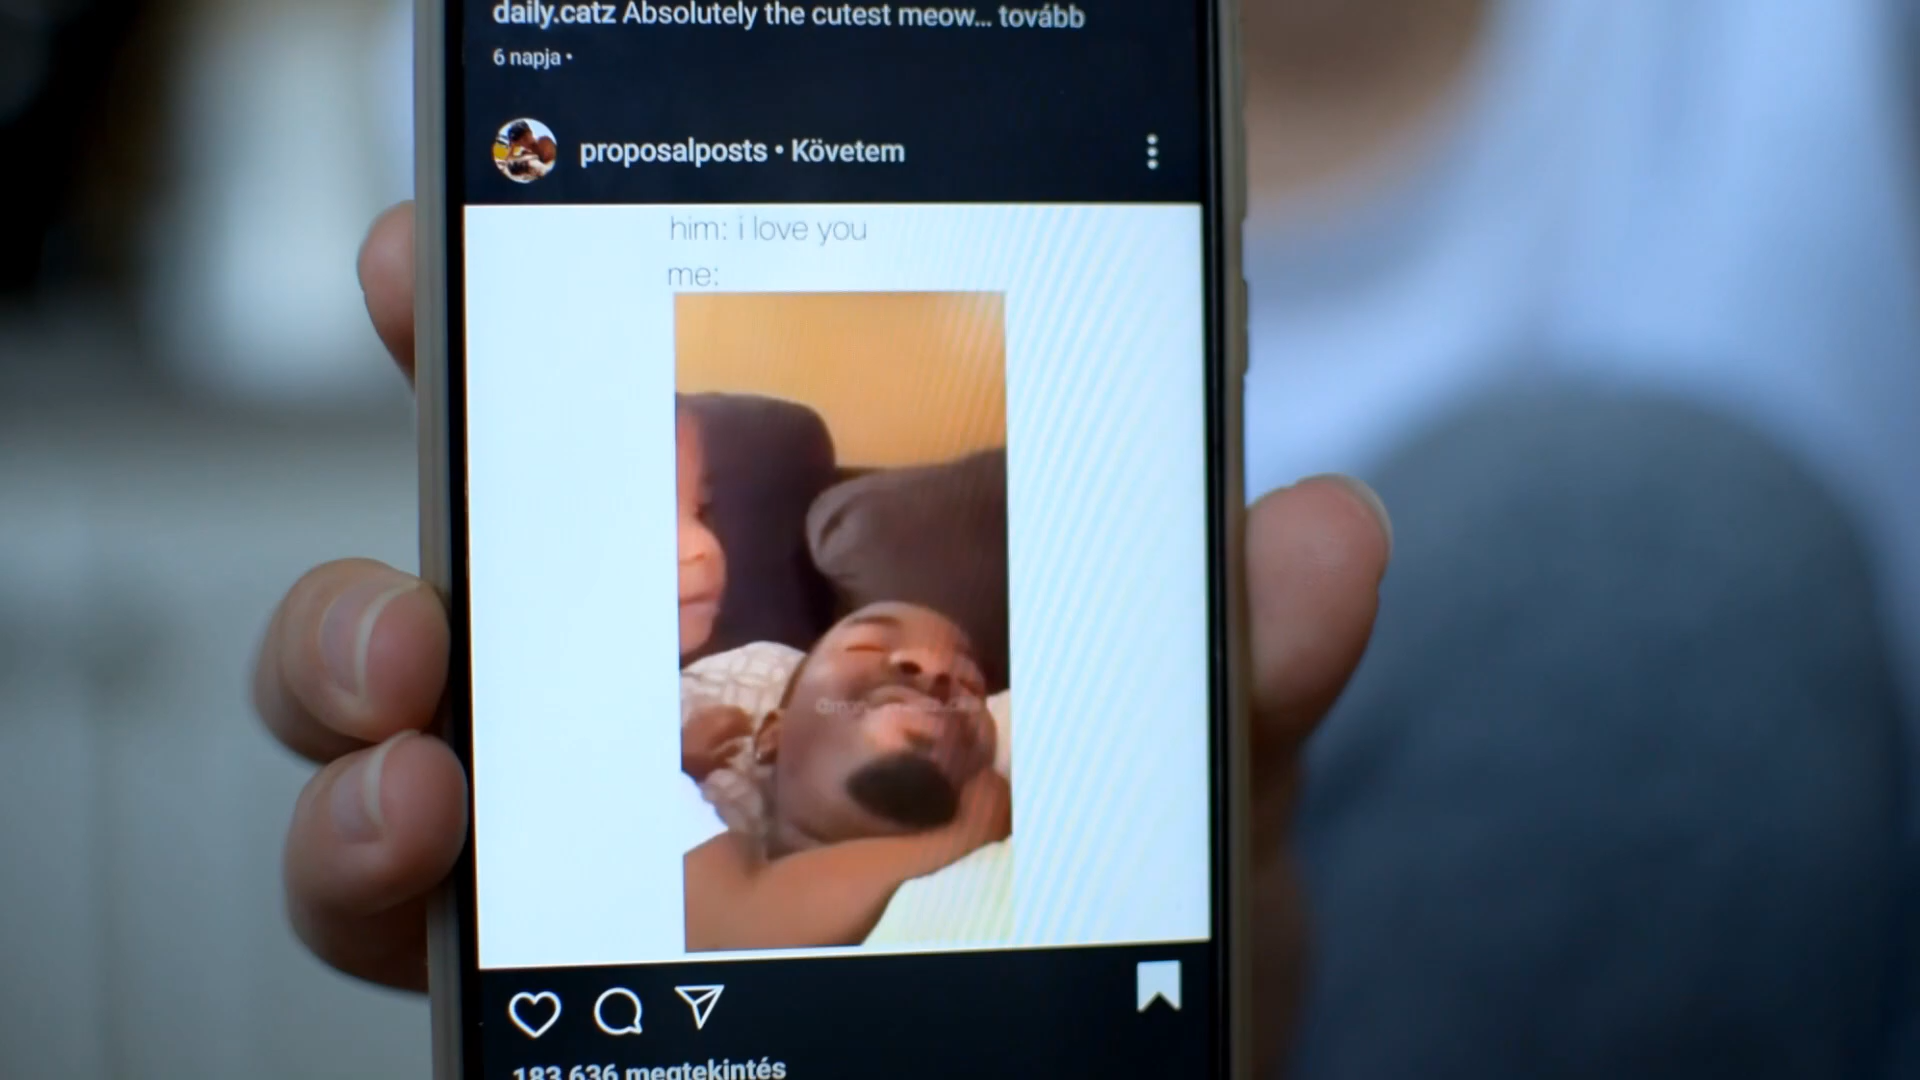 daily.catz Absolutely the cutest meow... tovább
6 napja •
proposalposts • Követem
him: i love you
me:
183 636 megtekintés